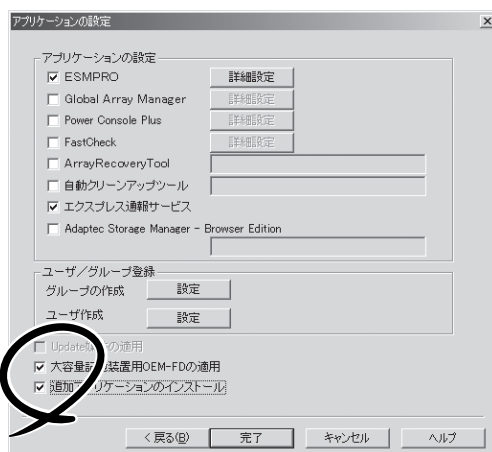 アプリケーションの設定
アプリケーションの設定
ESMPRO 詳細設定
Global Array Manager 詳細設定
Power Console Plus 詳細設定
FastCheck 詳細設定
ArrayRecoveryTool
自動クリーンアップツール
エクスプレス通報サービス
Adaptec Storage Manager - Browser Edition
ユーザ/グループ登録
グループの作成 設定
ユーザ作成 設定
Update の適用
大容量記憶装置用OEM-FDの適用
追加アプリケーションのインストール
< 戻る(B) 完了 キャンセル ヘルプ